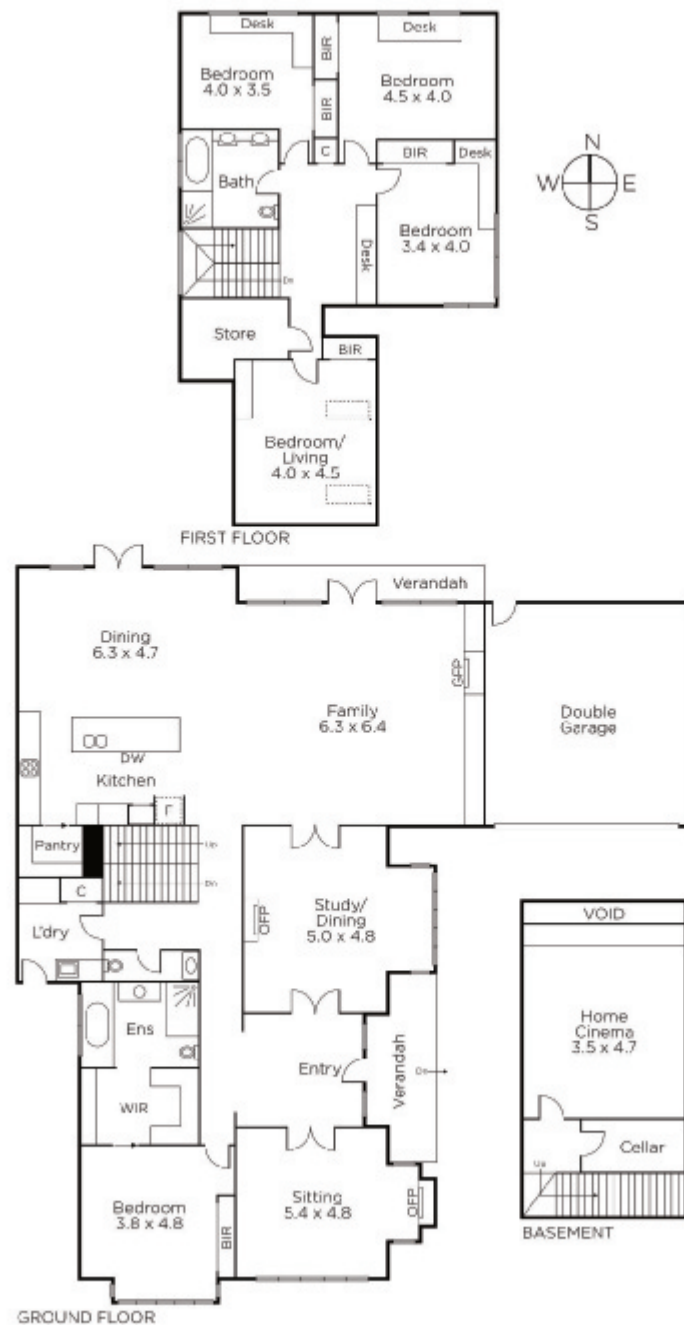 Desk
Desk
BIR
Bedroom
4.0 x 3.5
Bedroom
4.5 x 4.0
BIR
N
W E
S
C
BIR
Desk
Bath
Bedroom
3.4 x 4.0
Desk
Dn
Store
BIR
Bedroom/
Living
4.0 x 4.5
FIRST FLOOR
Verandah
Dining
6.3 x 4.7
GFP
Family
6.3 x 6.4
Double
Garage
DW
Kitchen
F
Pantry
Up
Dn
C
Study/
Dining
5.0 x 4.8
OFP
L'dry
VOID
Home
Cinema
3.5 x 4.7
Ens
Entry
Dn
Verandah
WIR
Cellar
Up
Bedroom
3.8 x 4.8
BIR
Sitting
5.4 x 4.8
OFP
BASEMENT
GROUND FLOOR